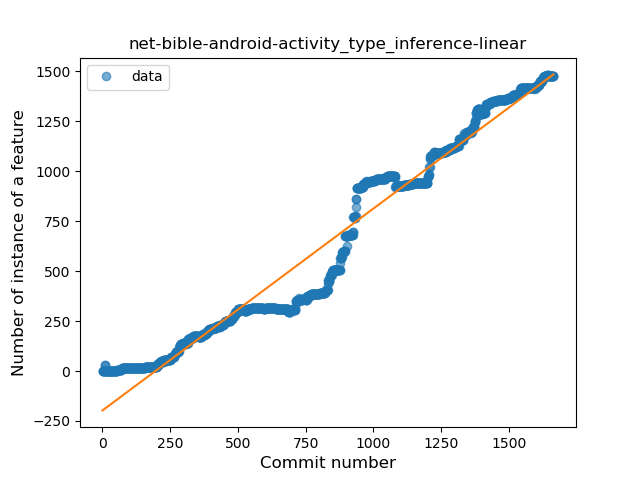 net-bible-android-activity_type_inference-linear
data
Number of instance of a feature
1500
1250
1000
750
500
250
0
−250
0 250 500 750 1000 1250 1500
Commit number